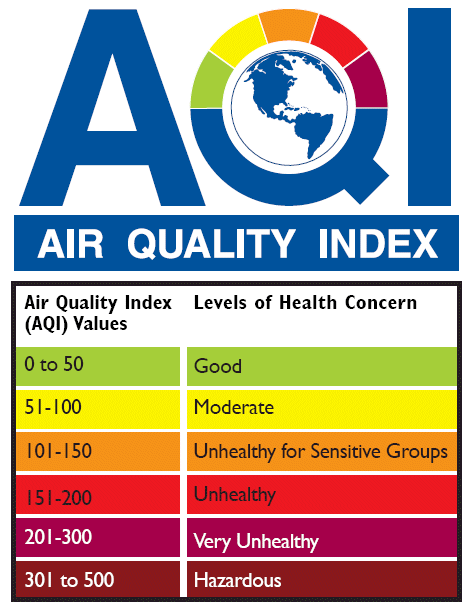 AQI
AIR QUALITY INDEX
Air Quality Index Levels of Health Concern
(AQI) Values
0 to 50 Good
51-100 Moderate
101-150 Unhealthy for Sensitive Groups
151-200 Unhealthy
201-300 Very Unhealthy
301 to 500 Hazardous